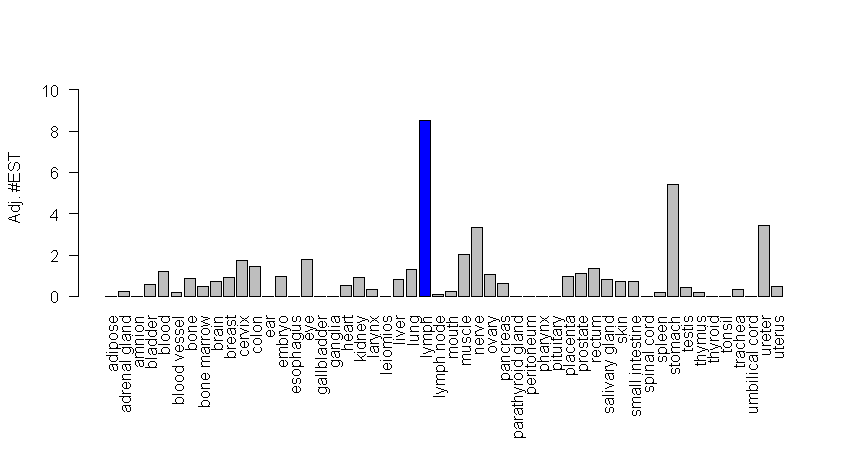 10
8
6
4
2
0
Adj. #EST
adipose
adrenal gland
amnion
bladder
blood
blood vessel
bone
bone marrow
brain
breast
cervix
colon
ear
embryo
esophagus
eye
gallbladder
ganglia
heart
kidney
larynx
leiomios
liver
lung
lymph
lymph node
mouth
muscle
nerve
ovary
pancreas
parathyroid gland
peritoneum
pharynx
pituitary
placenta
prostate
rectum
salivary gland
skin
small intestine
spinal cord
spleen
stomach
testis
thymus
thyroid
tonsil
trachea
umbilical cord
ureter
uterus